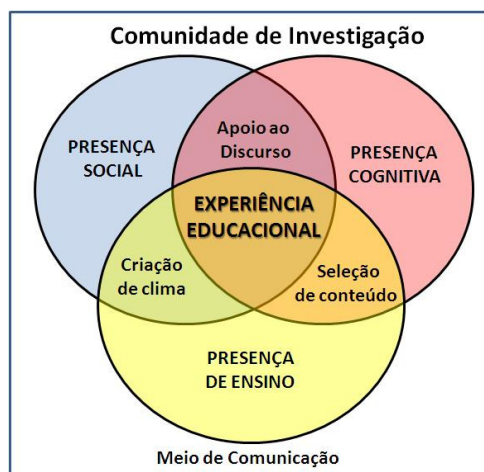 Comunidade de Investigação
PRESENÇA
SOCIAL
Apoio ao
Discurso
PRESENÇA
COGNITIVA
EXPERIÊNCIA
EDUCACIONAL
Criação
de clima
Seleção
de conteúdo
PRESENÇA
DE ENSINO
Meio de Comunicação